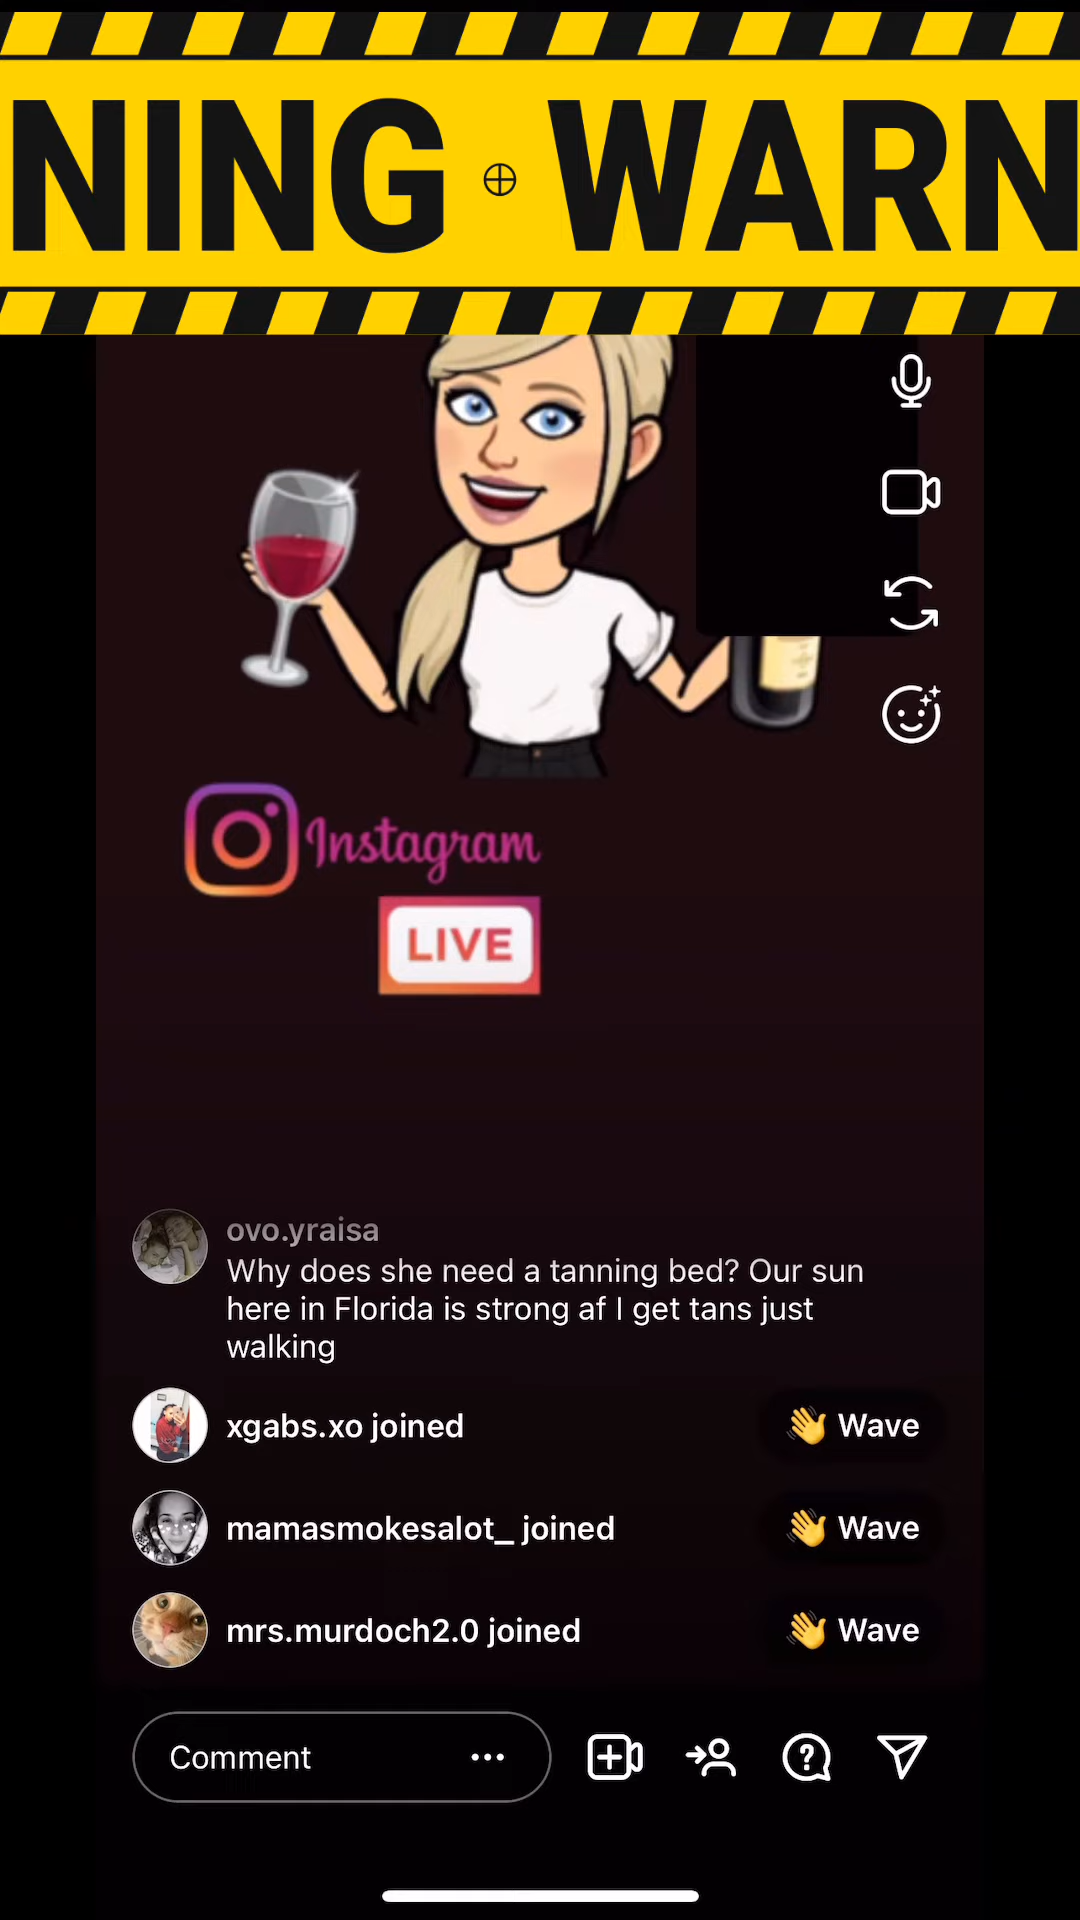 NING WARN
Instagram
LIVE
ovo.yraisa
Why does she need a tanning bed? Our sun
here in Florida is strong af I get tans just
walking
xgabs.xo joined
👋 Wave
mamasmokesalot_ joined
👋 Wave
mrs.murdoch2.0 joined
👋 Wave
Comment